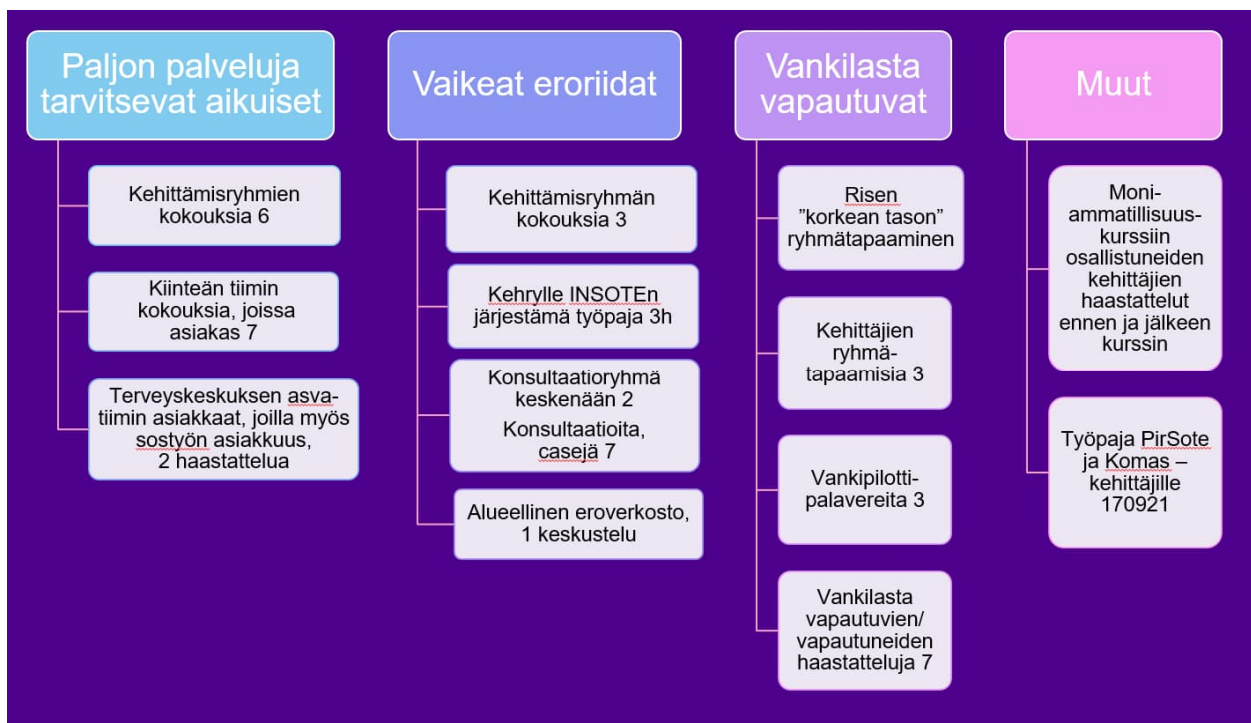 Paljon palveluja
tarvitsevat aikuiset
Kehittämisryhmien
kokouksia 6
Kiinteän tiimin
kokouksia, joissa
asiakas 7
Terveyskeskuksen asva-
tiimin asiakkaat, joilla myös
sostyön asiakkuus,
2 haastattelua
Vaikeat eroriidat
Kehittämisryhmän
kokouksia 3
Kehrylle INSOTEn
järjestämä työpaja 3h
Konsultaatioryhmä
keskenään 2
Konsultaatioita,
casejä 7
Alueellinen eroverkosto,
1 keskustelu
Vankilasta
vapautuvat
Risen
”korkean tason”
ryhmätapaaminen
Kehittäjien
ryhmä-
tapaamisia 3
Vankipilotti-
palavereita 3
Vankilasta
vapautuvien/
vapautuneiden
haastatteluja 7
Muut
Moni-
ammatillisuus-
kurssiin
osallistuneiden
kehittäjien
haastattelut
ennen ja jälkeen
kurssin
Työpaja PirSote
ja Komas –
kehittäjille
170921